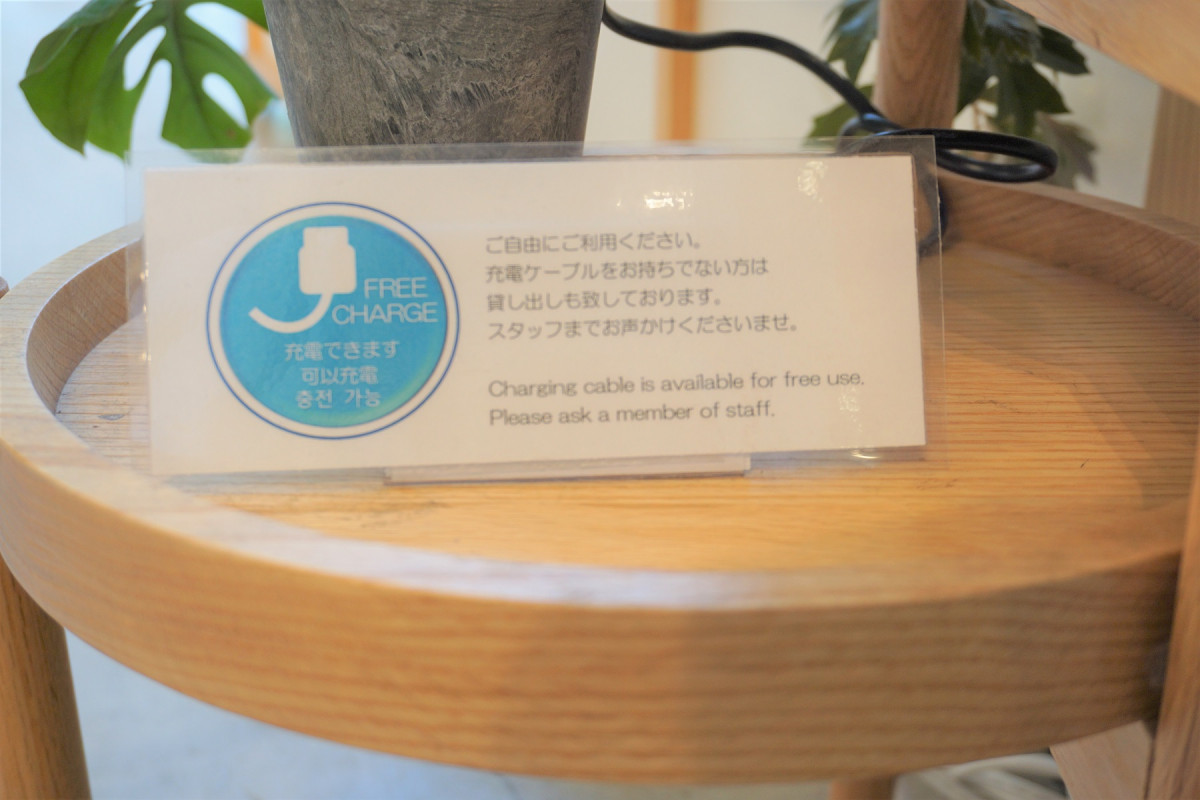 FREE
CHARGE
充電できます
可以充電
충전 가능
ご自由にご利用ください。
充電ケーブルをお持ちでない方は
貸し出しも致しております。
スタッフまでお声かけくださいませ。
Charging cable is available for free use.
Please ask a member of staff.